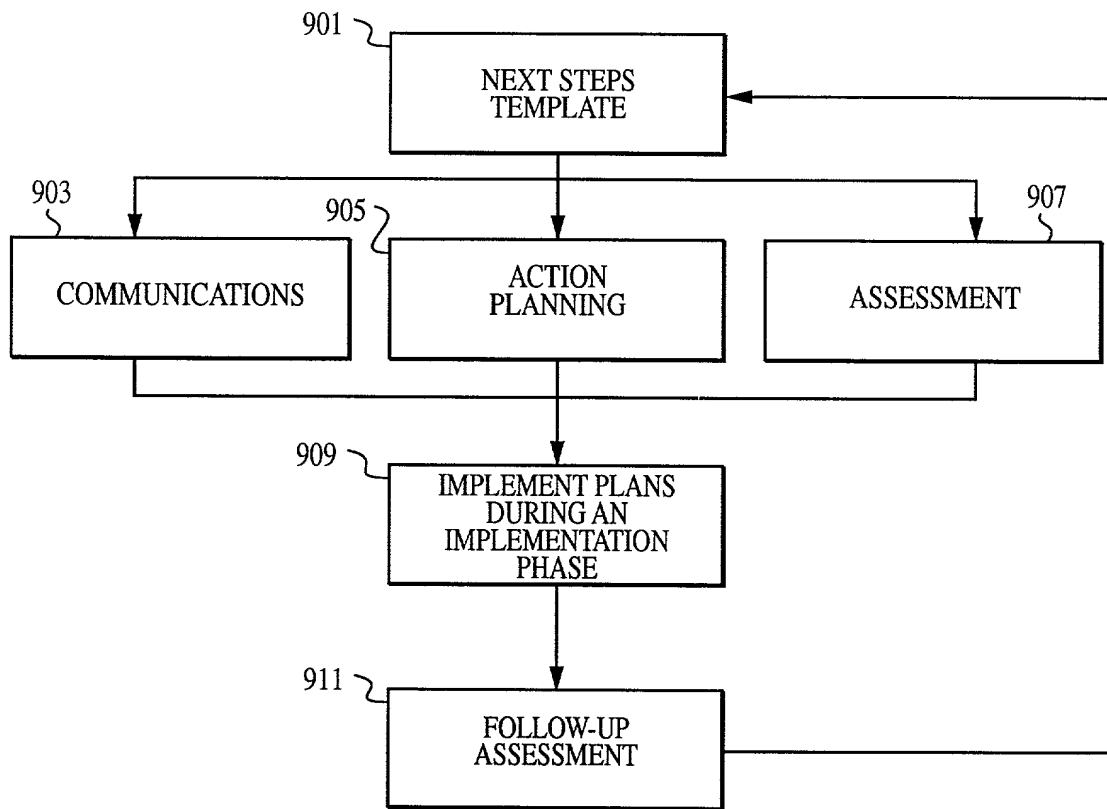 901
NEXT STEPS
TEMPLATE
903
COMMUNICATIONS
905
ACTION
PLANNING
907
ASSESSMENT
909
IMPLEMENT PLANS
DURING AN
IMPLEMENTATION
PHASE
911
FOLLOW-UP
ASSESSMENT